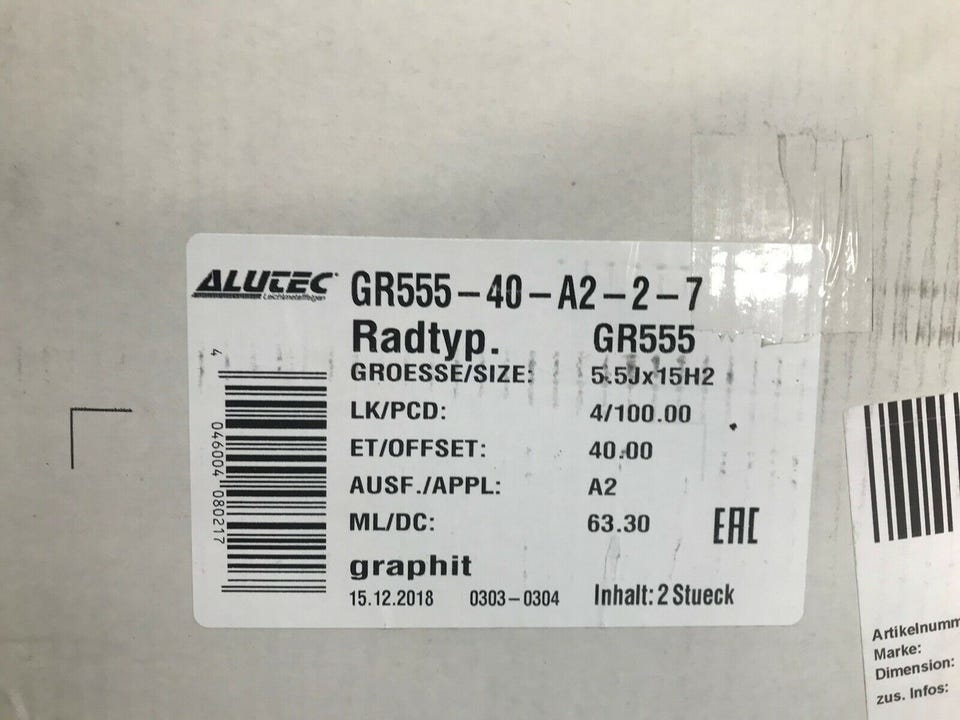 ALUTEC
Leichtmetallfelgen
GR555-40-A2-2-7
Radtyp. GR555
GROESSE/SIZE: 5.5Jx15H2
LK/PCD: 4/100.00
ET/OFFSET: 40.00
AUSF./APPL: A2
ML/DC: 63.30
EAC
graphit
15.12.2018 0303-0304 Inhalt: 2 Stueck
4 046004 080217
Artikelnumm
Marke:
Dimension:
zus. Infos: